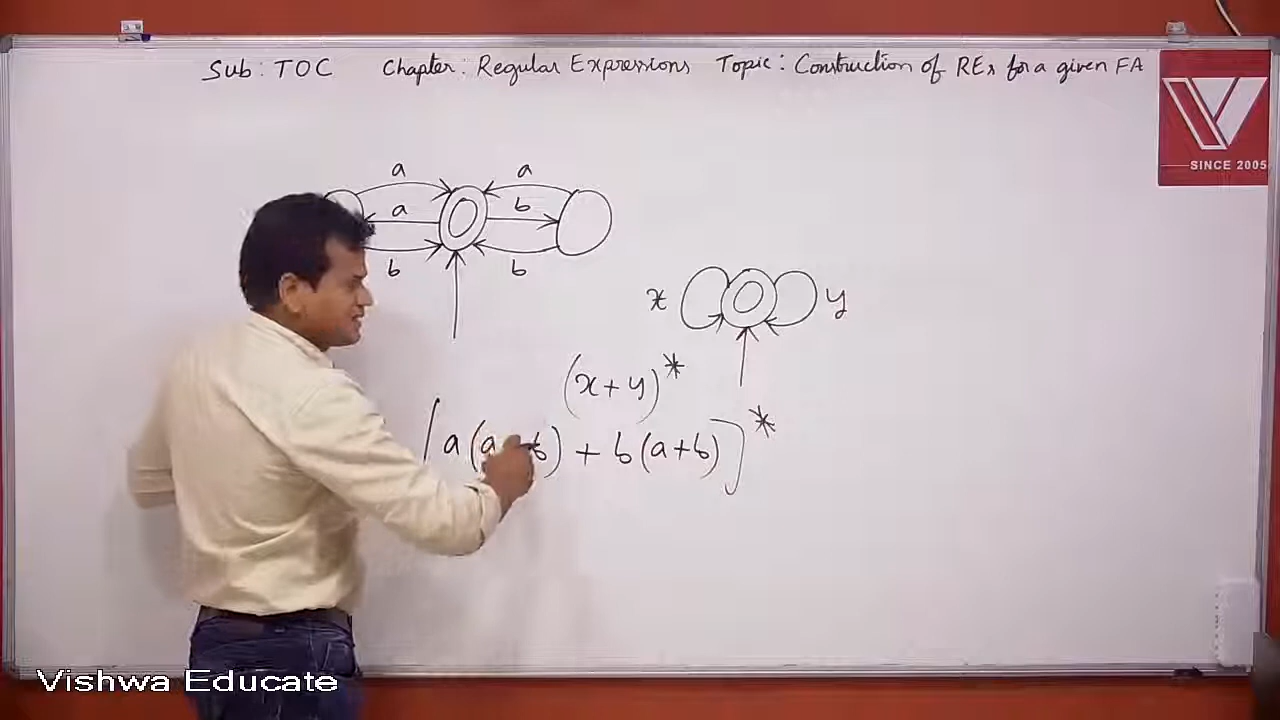 Sub : TOC Chapter : Regular Expressions Topic : Construction of REs for a given FA
SINCE 2005
a a
a b
b b
x y
(x+y)*
[a(a+b) + b(a+b)]*
Vishwa Educate